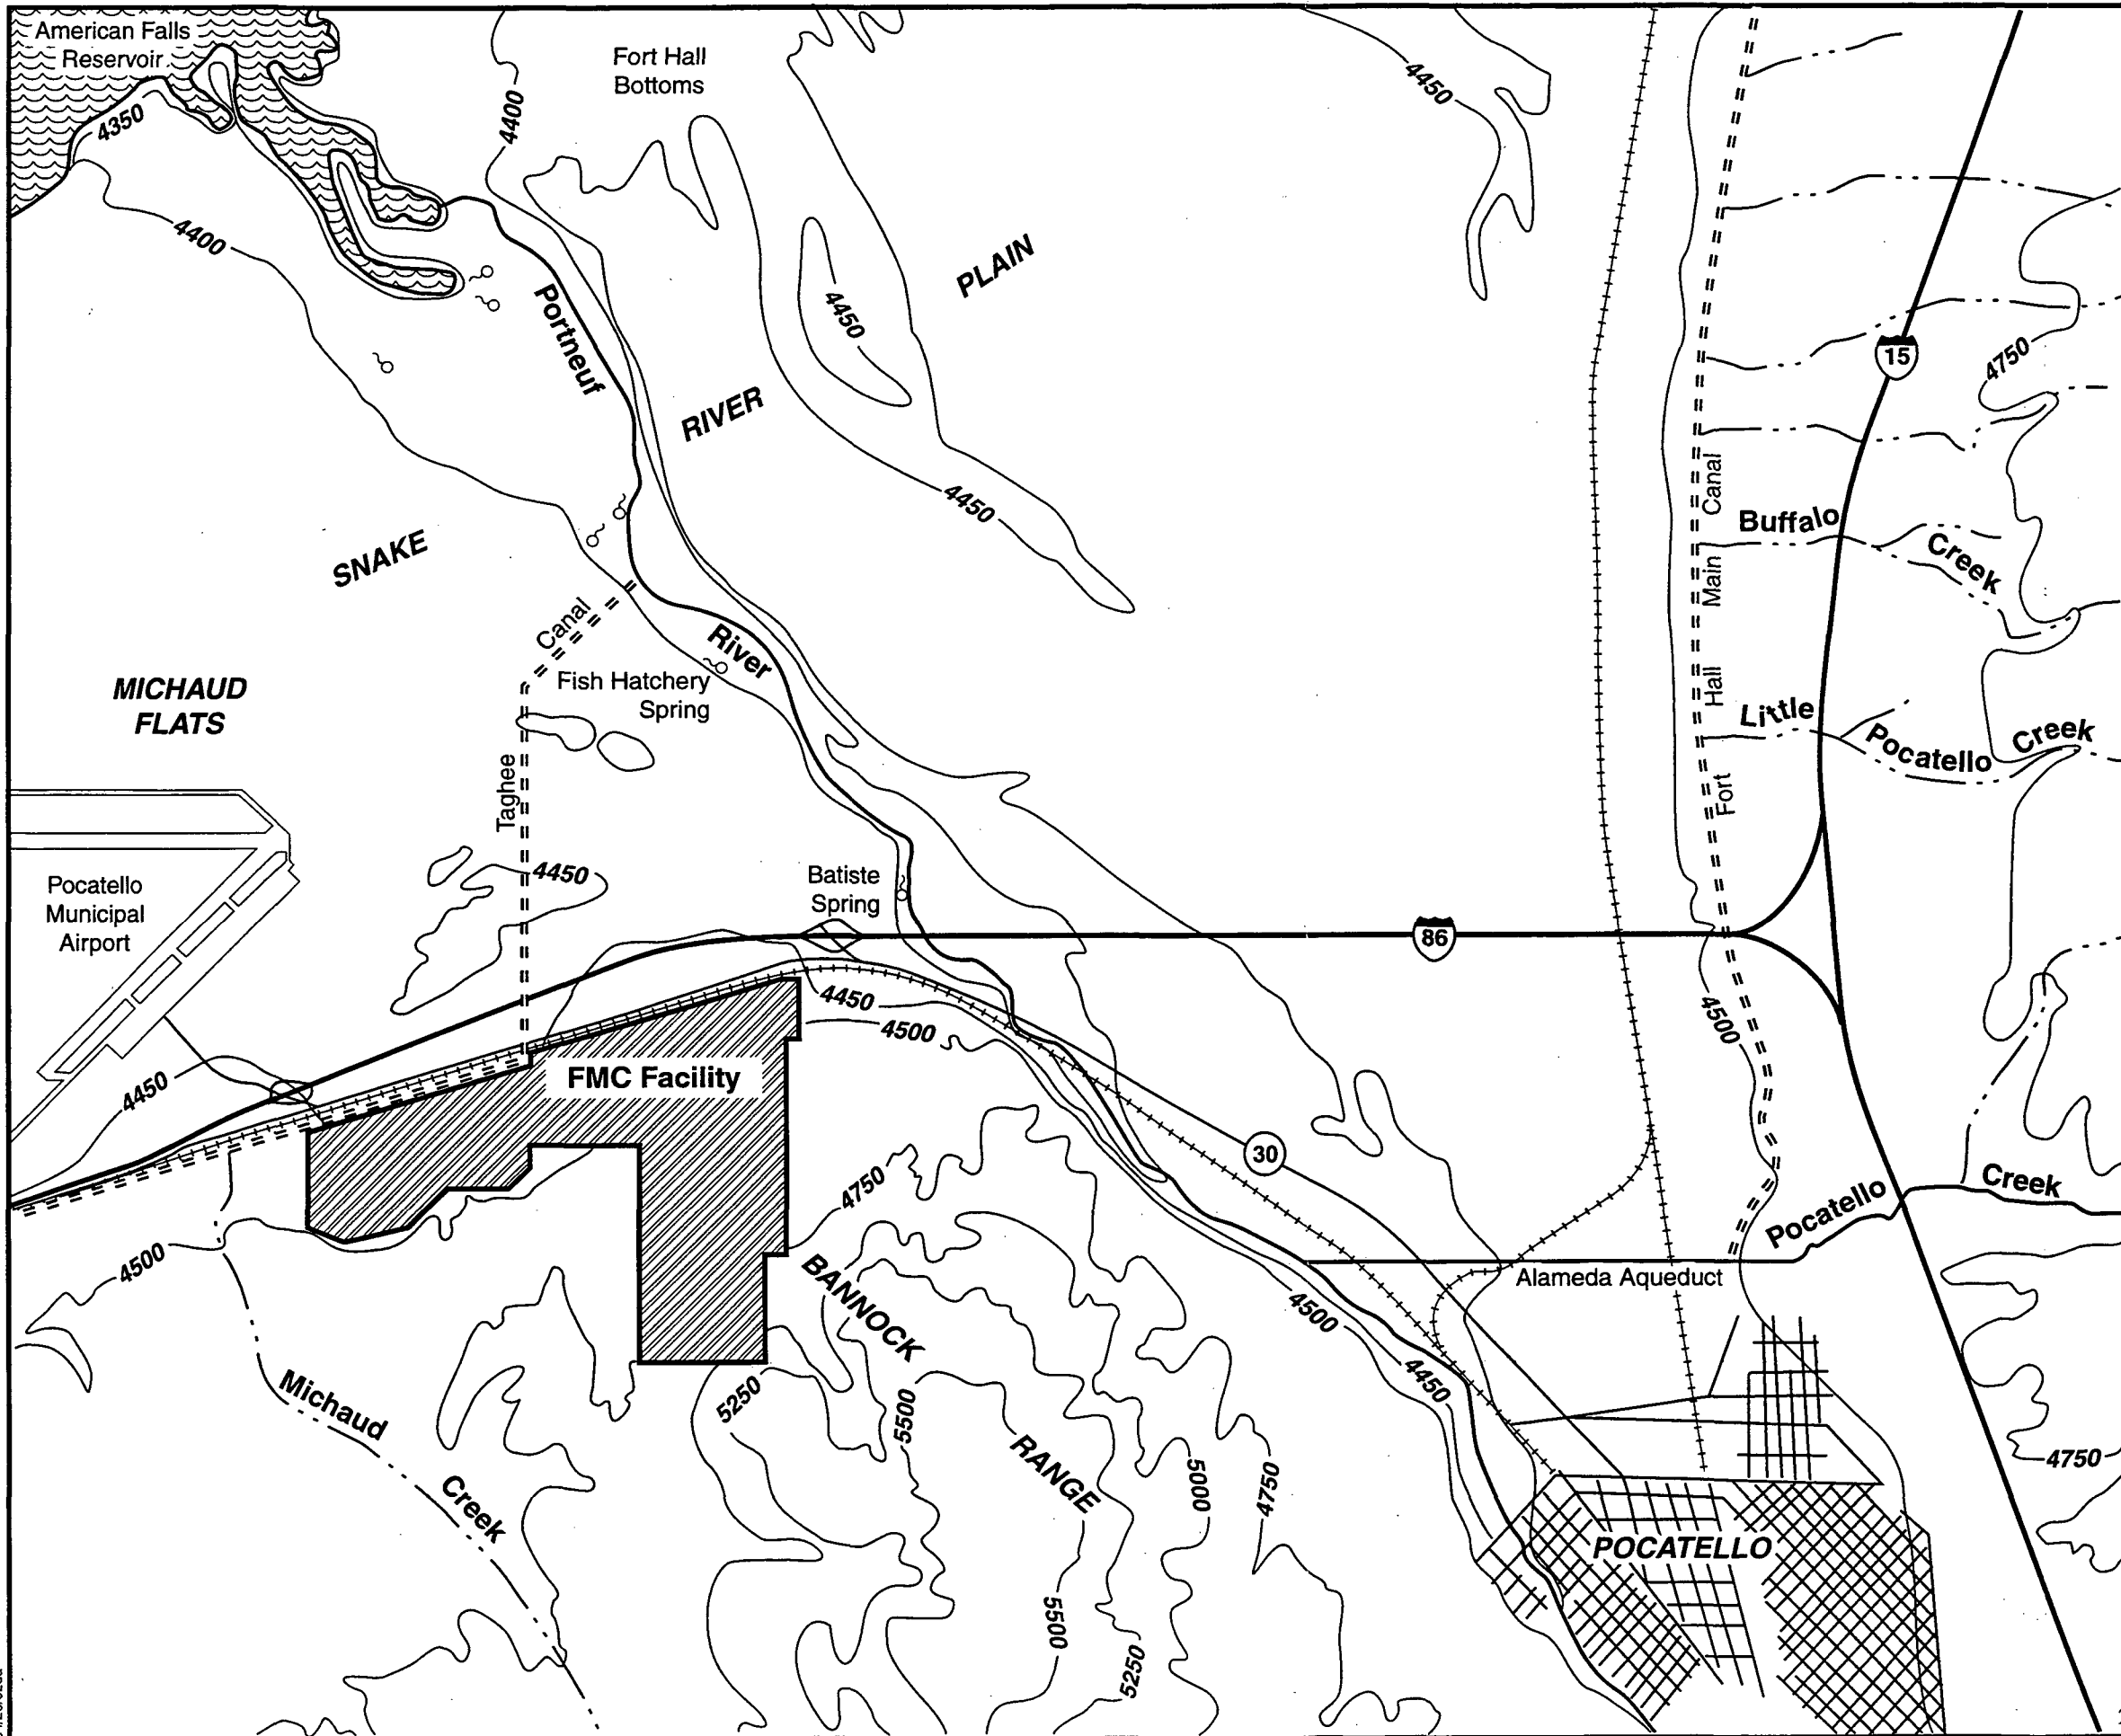 American Falls
Reservoir
Fort Hall
Bottoms
4350
4400
4400
4450
PLAIN
4450
Portneuf
RIVER
15
4750
4450
SNAKE
Buffalo
Creek
Canal
River
Fish Hatchery
Spring
MICHAUD
FLATS
Taghee
Fort Hall Main Canal
Little
Pocatello
Creek
4450
Pocatello
Municipal
Airport
Batiste
Spring
86
4450
4500
4500
FMC Facility
4450
30
4750
4500
Pocatello
Creek
BANNOCK
Alameda Aqueduct
4500
4450
Michaud
Creek
5250
5500
RANGE
5000
4750
4750
POCATELLO
5500
5250